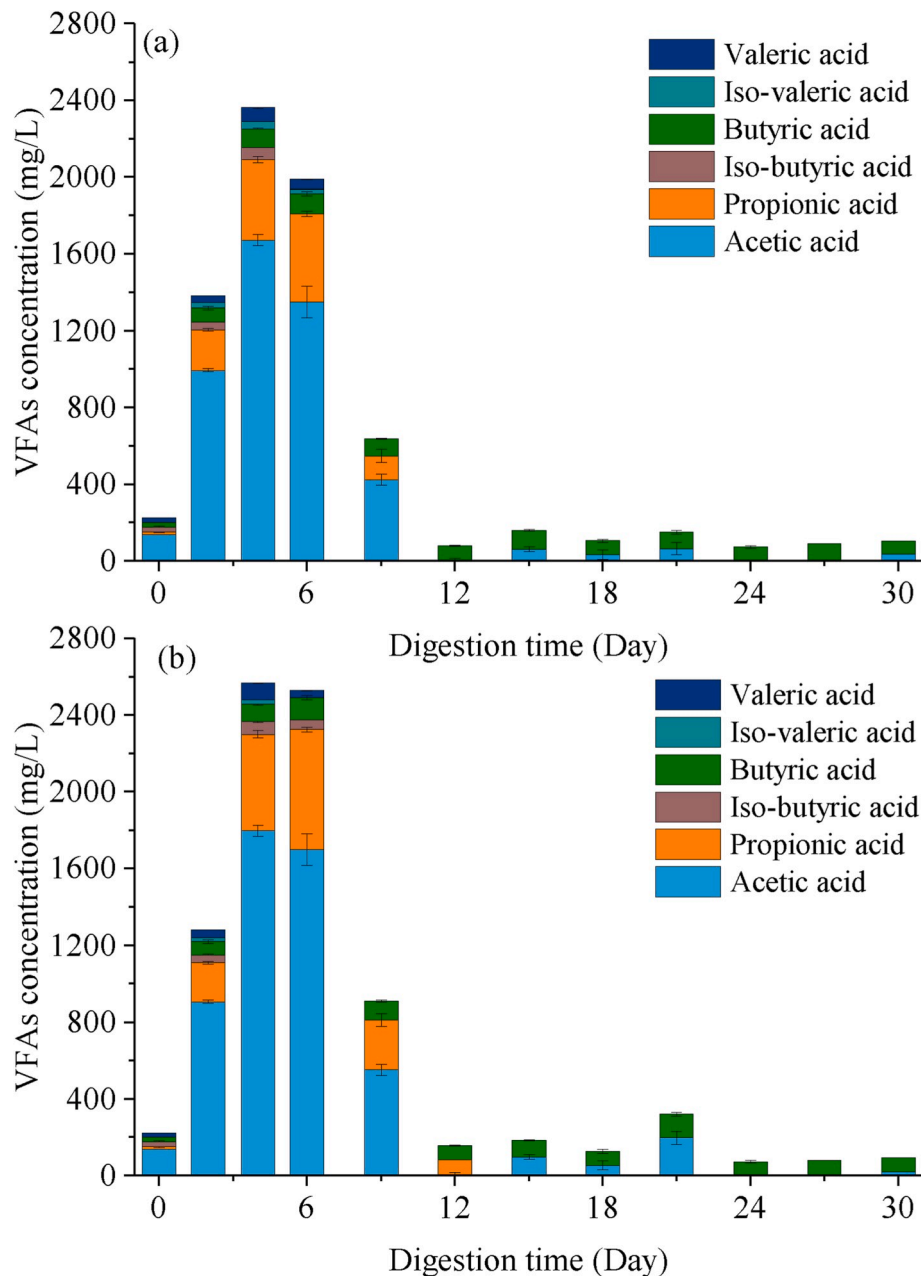 (a)
Valeric acid
Iso-valeric acid
Butyric acid
Iso-butyric acid
Propionic acid
Acetic acid
VFAs concentration (mg/L)
2800
2400
2000
1600
1200
800
400
0
0 6 12 18 24 30
Digestion time (Day)
(b)
Valeric acid
Iso-valeric acid
Butyric acid
Iso-butyric acid
Propionic acid
Acetic acid
VFAs concentration (mg/L)
2800
2400
2000
1600
1200
800
400
0
0 6 12 18 24 30
Digestion time (Day)